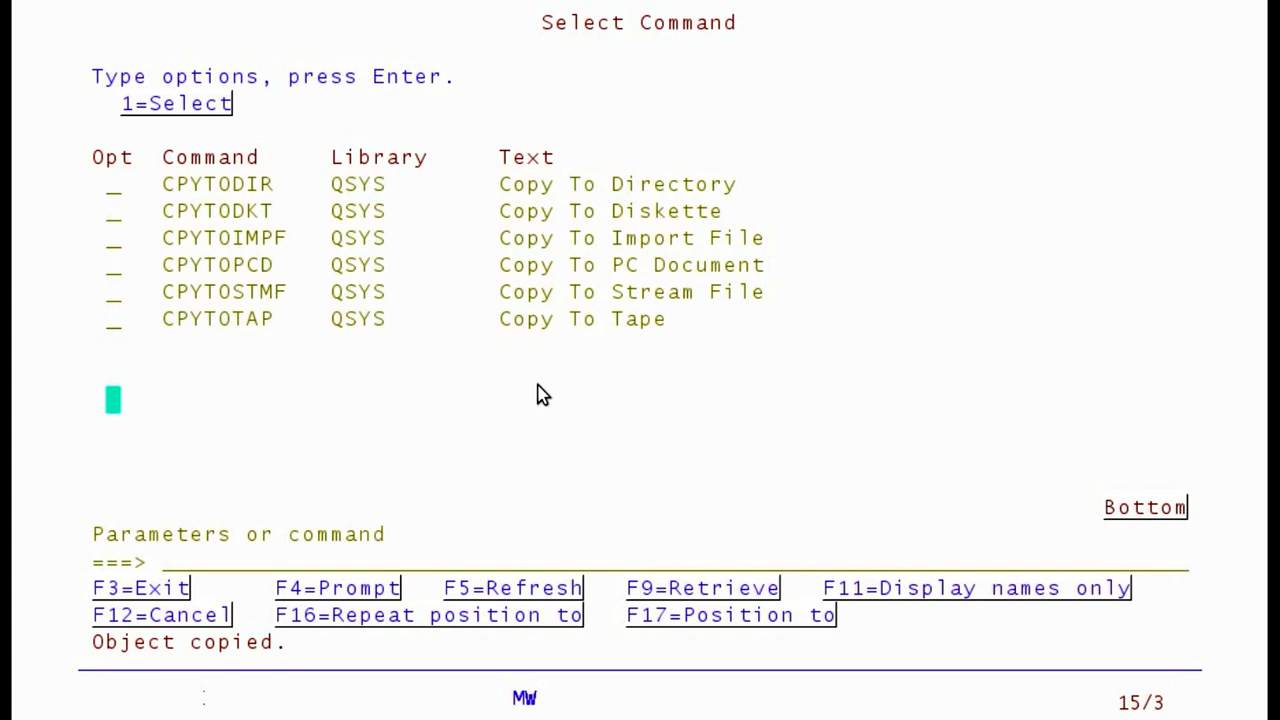 Select Command
Type options, press Enter.
1=Select
Opt Command Library Text
_ CPYTODIR QSYS Copy To Directory
_ CPYTODKT QSYS Copy To Diskette
_ CPYTOIMPF QSYS Copy To Import File
_ CPYTOPCD QSYS Copy To PC Document
_ CPYTOSTMF QSYS Copy To Stream File
_ CPYTOTAP QSYS Copy To Tape
Bottom
Parameters or command
===>
F3=Exit F4=Prompt F5=Refresh F9=Retrieve F11=Display names only
F12=Cancel F16=Repeat position to F17=Position to
Object copied.
MW 15/3